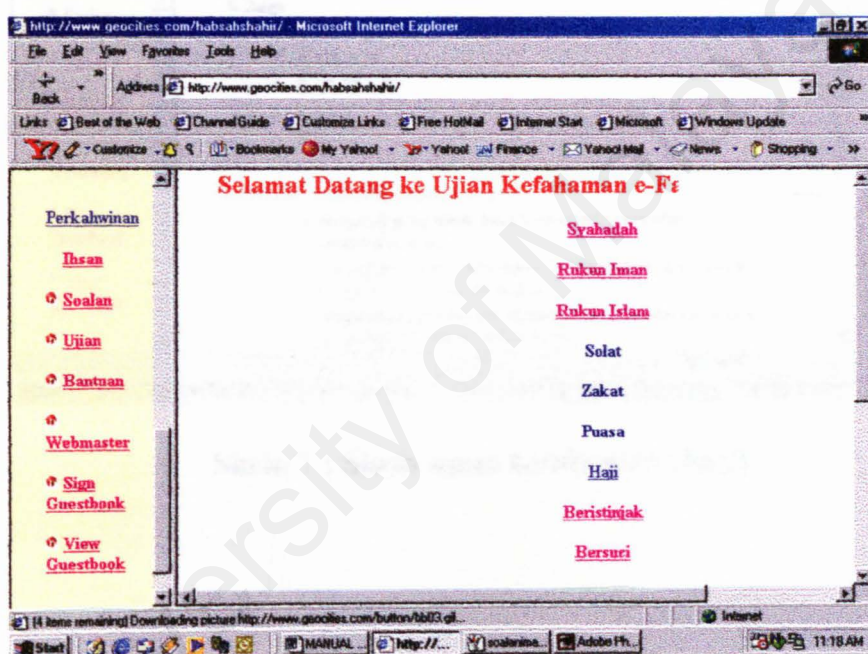 http://www.geocities.com/habsahshahir/ - Microsoft Internet Explorer
File Edit View Favorites Tools Help
Back » Address http://www.geocities.com/habsahshahir/ Go
Links Best of the Web Channel Guide Customize Links Free HotMail Internet Start Microsoft Windows Update »
Y! Customize Bookmarks My Yahoo! Yahoo! Finance Yahoo! Mail News Shopping »
Selamat Datang ke Ujian Kefahaman e-Fa
Perkahwinan
Ihsan
Soalan
Ujian
Bantuan
Webmaster
Sign
Guestbook
View
Guestbook
Syahadah
Rukun Iman
Rukun Islam
Solat
Zakat
Puasa
Haji
Beristinjak
Bersuci
(4 items remaining) Downloading picture http://www.geocities.com/button/bb03.gif... Internet
Start MANUAL ... http://... soalanima... Adobe Ph... 11:18 AM
University of Malaya